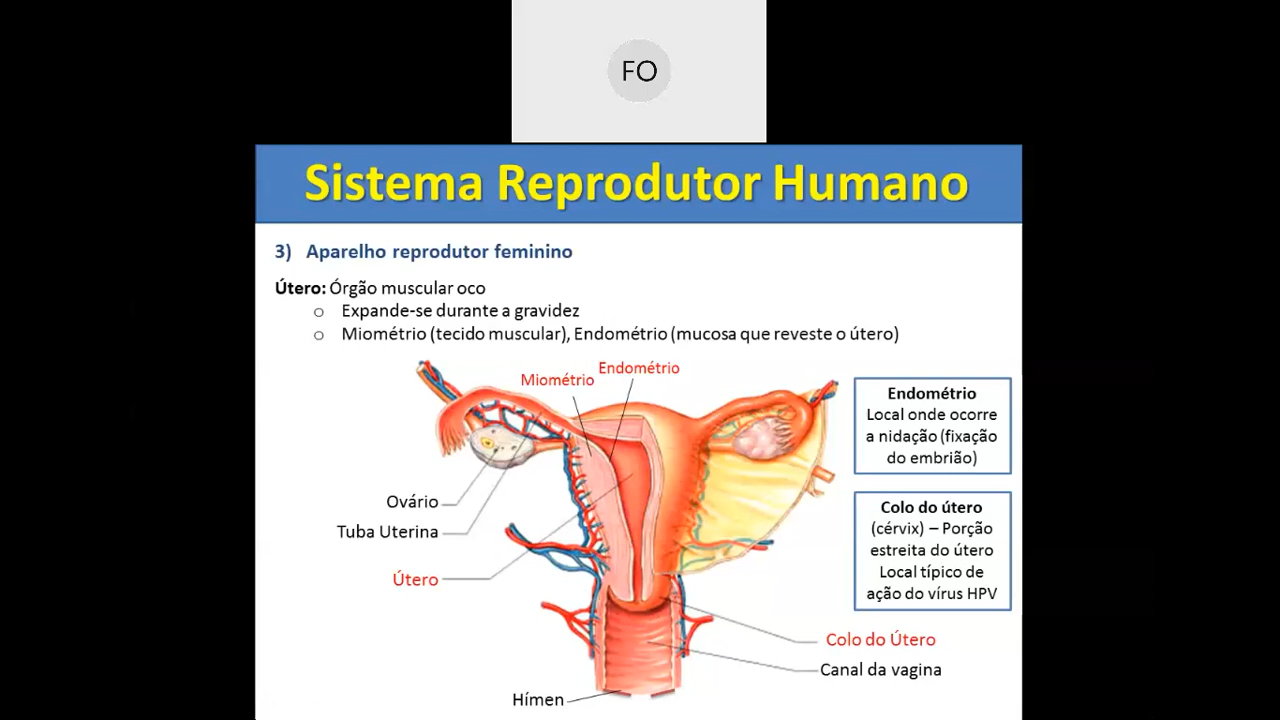 FO
Sistema Reprodutor Humano
3) Aparelho reprodutor feminino
Útero: Órgão muscular oco
o Expande-se durante a gravidez
o Miométrio (tecido muscular), Endométrio (mucosa que reveste o útero)
Endométrio
Miométrio
Endométrio
Local onde ocorre
a nidação (fixação
do embrião)
Ovário
Tuba Uterina
Útero
Colo do útero
(cérvix) – Porção
estreita do útero
Local típico de
ação do vírus HPV
Colo do Útero
Canal da vagina
Hímen